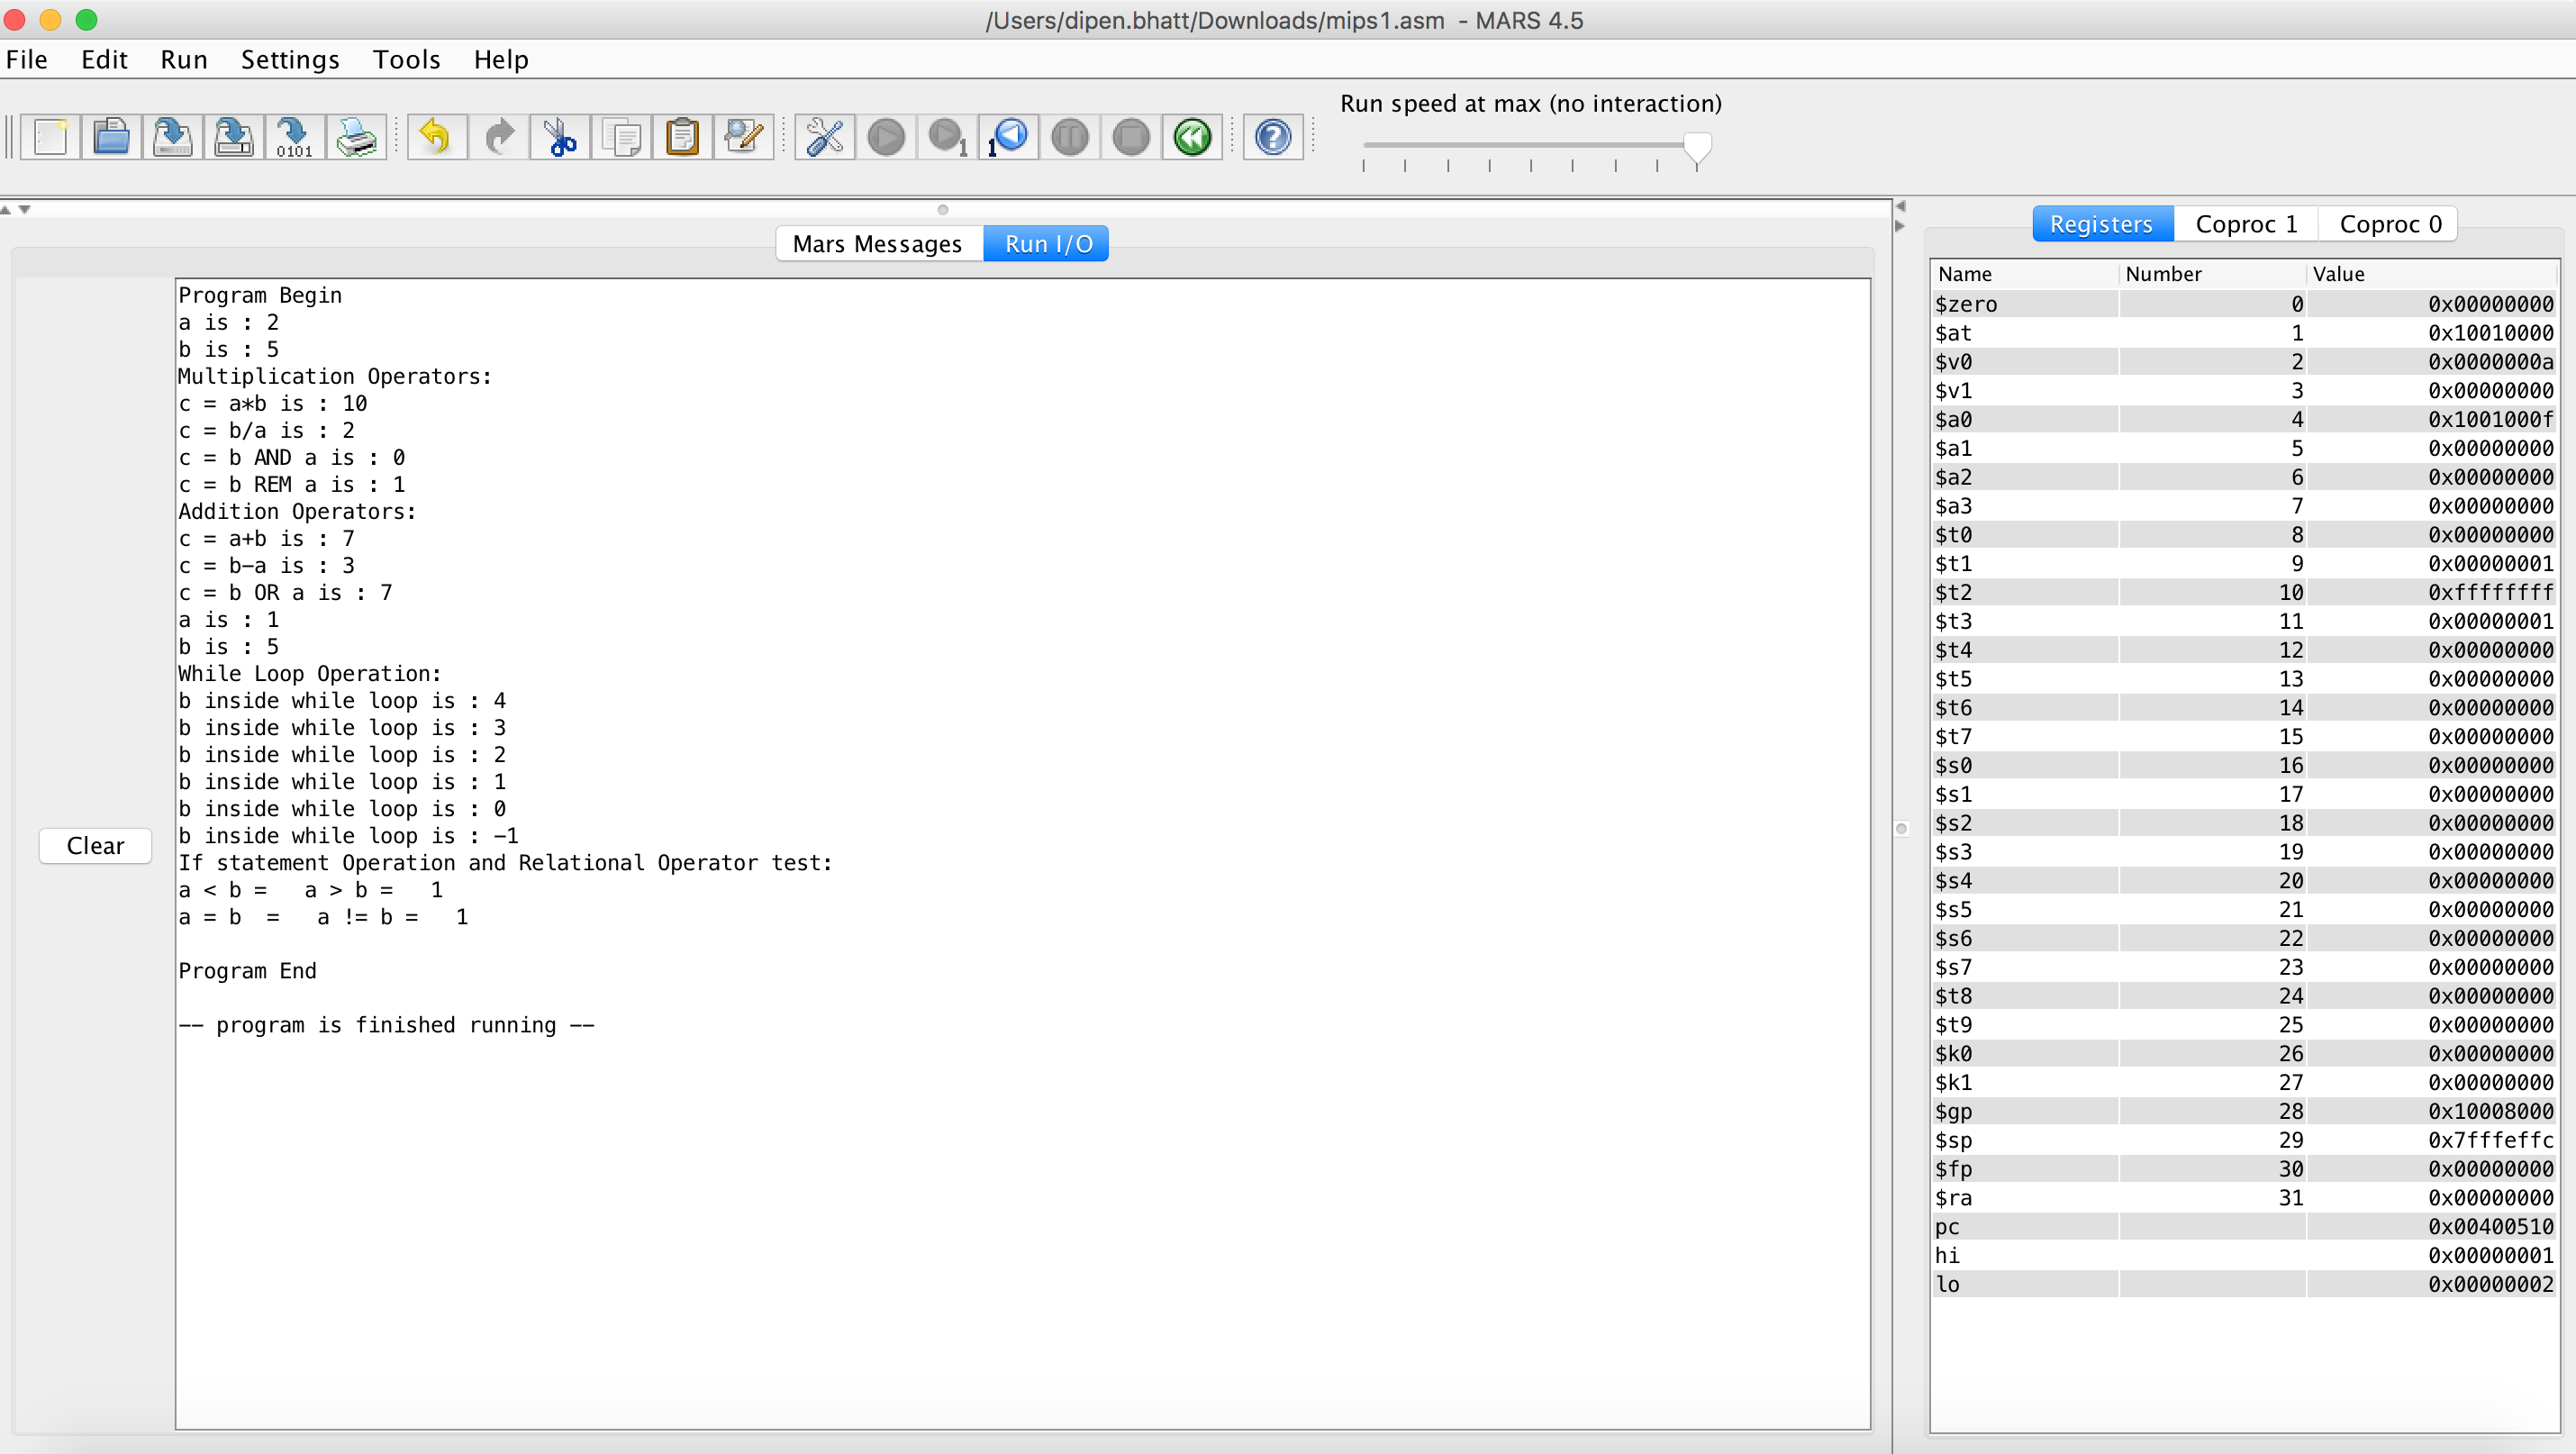 /Users/dipen.bhatt/Downloads/mips1.asm - MARS 4.5
File Edit Run Settings Tools Help
Run speed at max (no interaction)
0101
1
1
Mars Messages Run I/O
Clear
Program Begin
a is : 2
b is : 5
Multiplication Operators:
c = a*b is : 10
c = b/a is : 2
c = b AND a is : 0
c = b REM a is : 1
Addition Operators:
c = a+b is : 7
c = b-a is : 3
c = b OR a is : 7
a is : 1
b is : 5
While Loop Operation:
b inside while loop is : 4
b inside while loop is : 3
b inside while loop is : 2
b inside while loop is : 1
b inside while loop is : 0
b inside while loop is : -1
If statement Operation and Relational Operator test:
a < b =   a > b =   1
a = b  =   a != b =   1
Program End
-- program is finished running --
Registers Coproc 1 Coproc 0
Name Number Value
$zero 0 0x00000000
$at 1 0x10010000
$v0 2 0x0000000a
$v1 3 0x00000000
$a0 4 0x1001000f
$a1 5 0x00000000
$a2 6 0x00000000
$a3 7 0x00000000
$t0 8 0x00000000
$t1 9 0x00000001
$t2 10 0xffffffff
$t3 11 0x00000001
$t4 12 0x00000000
$t5 13 0x00000000
$t6 14 0x00000000
$t7 15 0x00000000
$s0 16 0x00000000
$s1 17 0x00000000
$s2 18 0x00000000
$s3 19 0x00000000
$s4 20 0x00000000
$s5 21 0x00000000
$s6 22 0x00000000
$s7 23 0x00000000
$t8 24 0x00000000
$t9 25 0x00000000
$k0 26 0x00000000
$k1 27 0x00000000
$gp 28 0x10008000
$sp 29 0x7fffeffc
$fp 30 0x00000000
$ra 31 0x00000000
pc 0x00400510
hi 0x00000001
lo 0x00000002